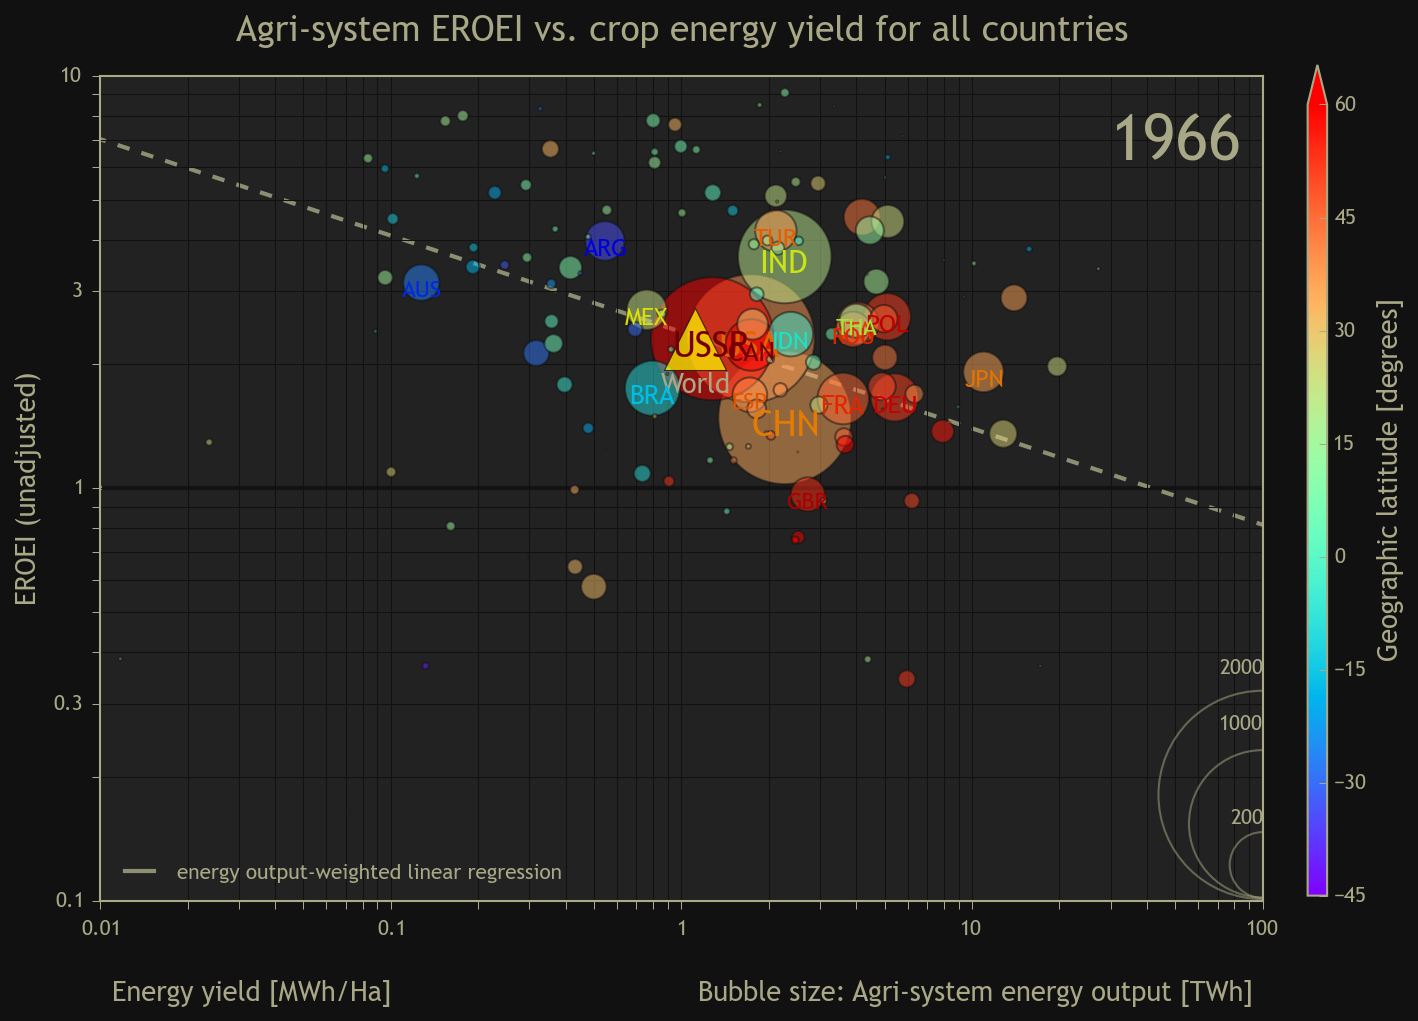 Agri-system EROEI vs. crop energy yield for all countries
10
3
1
0.3
0.1
EROEI (unadjusted)
1966
TUR
IND
ARG
AUS
MEX
USSR
CAN
IDN
THA
POL
World
BRA
ESP
CHN
FRA
DEU
JPN
GBR
2000
1000
200
energy output-weighted linear regression
0.01
0.1
1
10
100
Energy yield [MWh/Ha]
Bubble size: Agri-system energy output [TWh]
60
45
30
15
0
−15
−30
−45
Geographic latitude [degrees]